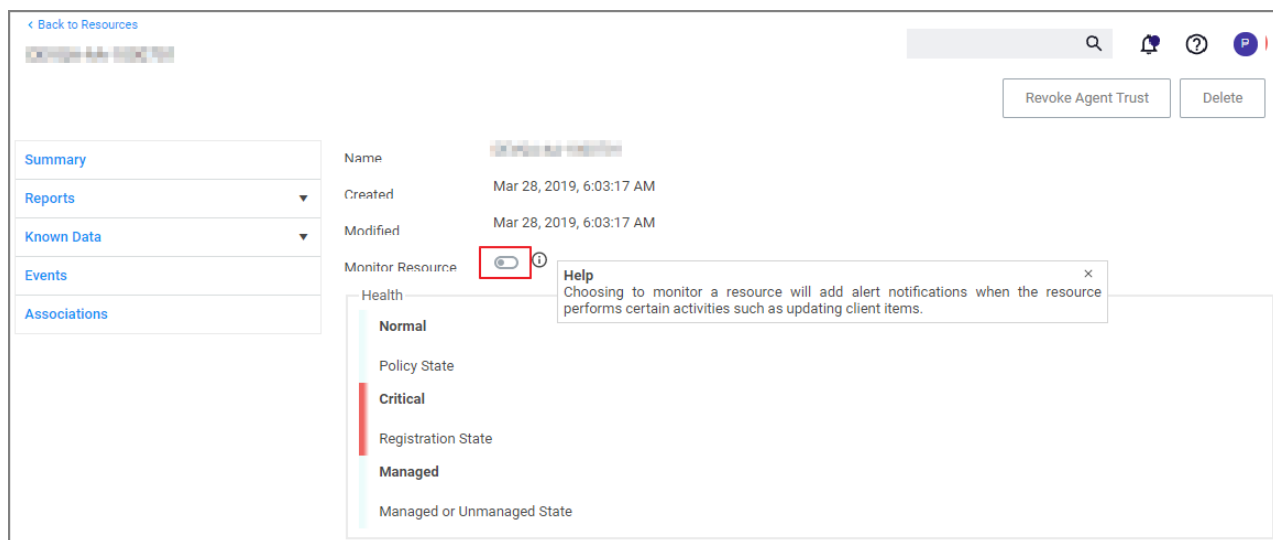 Back to Resources
P
Revoke Agent Trust
Delete
Summary
Reports
Known Data
Events
Associations
Name
Created Mar 28, 2019, 6:03:17 AM
Modified Mar 28, 2019, 6:03:17 AM
Monitor Resource
Help
Choosing to monitor a resource will add alert notifications when the resource
performs certain activities such as updating client items.
Health
Normal
Policy State
Critical
Registration State
Managed
Managed or Unmanaged State